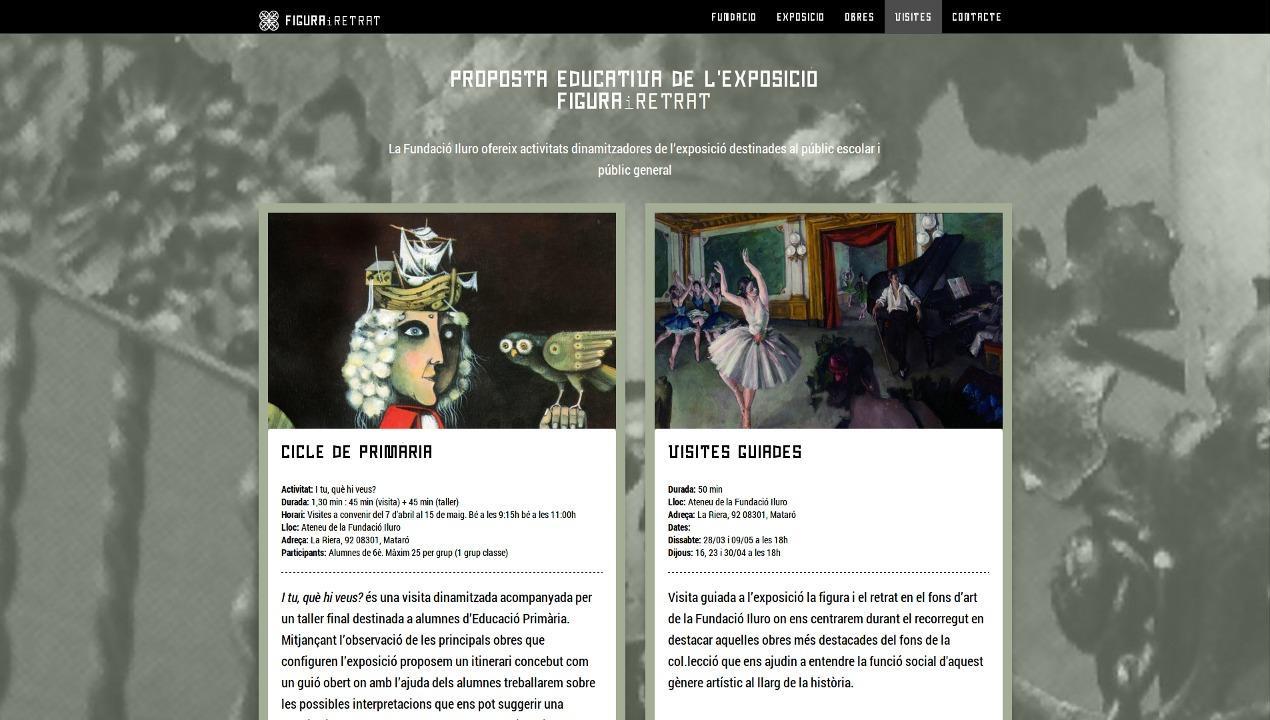 FIGURAiRETRAT
FUNDACIO EXPOSICIO OBRES VISITES CONTACTE
PROPOSTA EDUCATIVA DE L'EXPOSICIO
FIGURAiRETRAT
La Fundació Iluro ofereix activitats dinamitzadores de l'exposició destinades al públic escolar i
públic general
CICLE DE PRIMARIA
Activitat: I tu, què hi veus?
Durada: 1,30 min : 45 min (visita) + 45 min (taller)
Horari: Visites a convenir del 7 d'abril al 15 de maig. Bé a les 9:15h bé a les 11:00h
Lloc: Ateneu de la Fundació Iluro
Adreça: La Riera, 92 08301, Mataró
Participants: Alumnes de 6è. Màxim 25 per grup (1 grup classe)
I tu, què hi veus? és una visita dinamitzada acompanyada per
un taller final destinada a alumnes d'Educació Primària.
Mitjançant l'observació de les principals obres que
configuren l'exposició proposem un itinerari concebut com
un guió obert on amb l'ajuda dels alumnes treballarem sobre
les possibles interpretacions que ens pot suggerir una
VISITES GUIADES
Durada: 50 min
Lloc: Ateneu de la Fundació Iluro
Adreça: La Riera, 92 08301, Mataró
Dates:
Dissabte: 28/03 i 09/05 a les 18h
Dijous: 16, 23 i 30/04 a les 18h
Visita guiada a l'exposició la figura i el retrat en el fons d'art
de la Fundació Iluro on ens centrarem durant el recorregut en
destacar aquelles obres més destacades del fons de la
col.lecció que ens ajudin a entendre la funció social d'aquest
gènere artístic al llarg de la història.